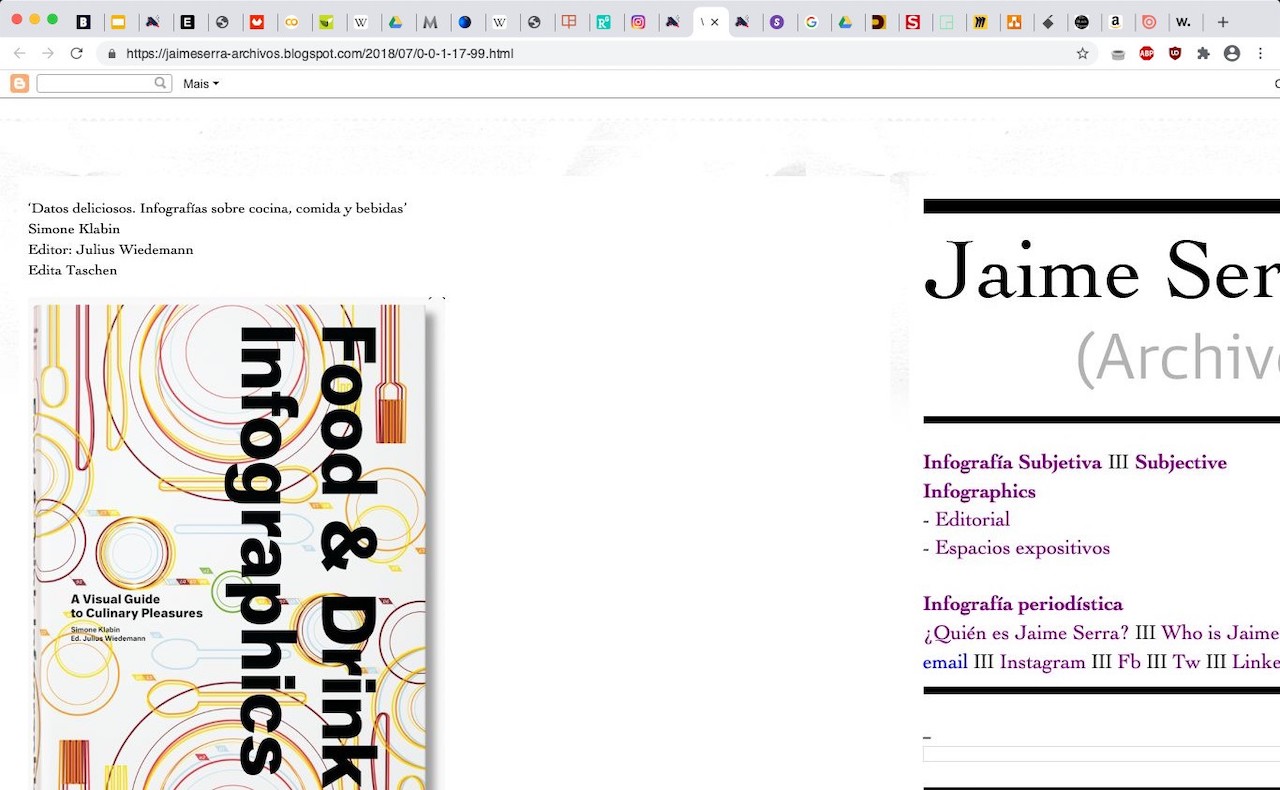 https://jaimeserra-archivos.blogspot.com/2018/07/0-0-1-17-99.html
Mais
‘Datos deliciosos. Infografías sobre cocina, comida y bebidas’
Simone Klabin
Editor: Julius Wiedemann
Edita Taschen
Food & Drink
Infographics
A Visual Guide
to Culinary Pleasures
Simone Klabin
Ed. Julius Wiedemann
Jaime Ser
(Archiv
Infografía Subjetiva III Subjective
Infographics
- Editorial
- Espacios expositivos
Infografía periodística
¿Quién es Jaime Serra? III Who is Jaime
email III Instagram III Fb III Tw III Linke